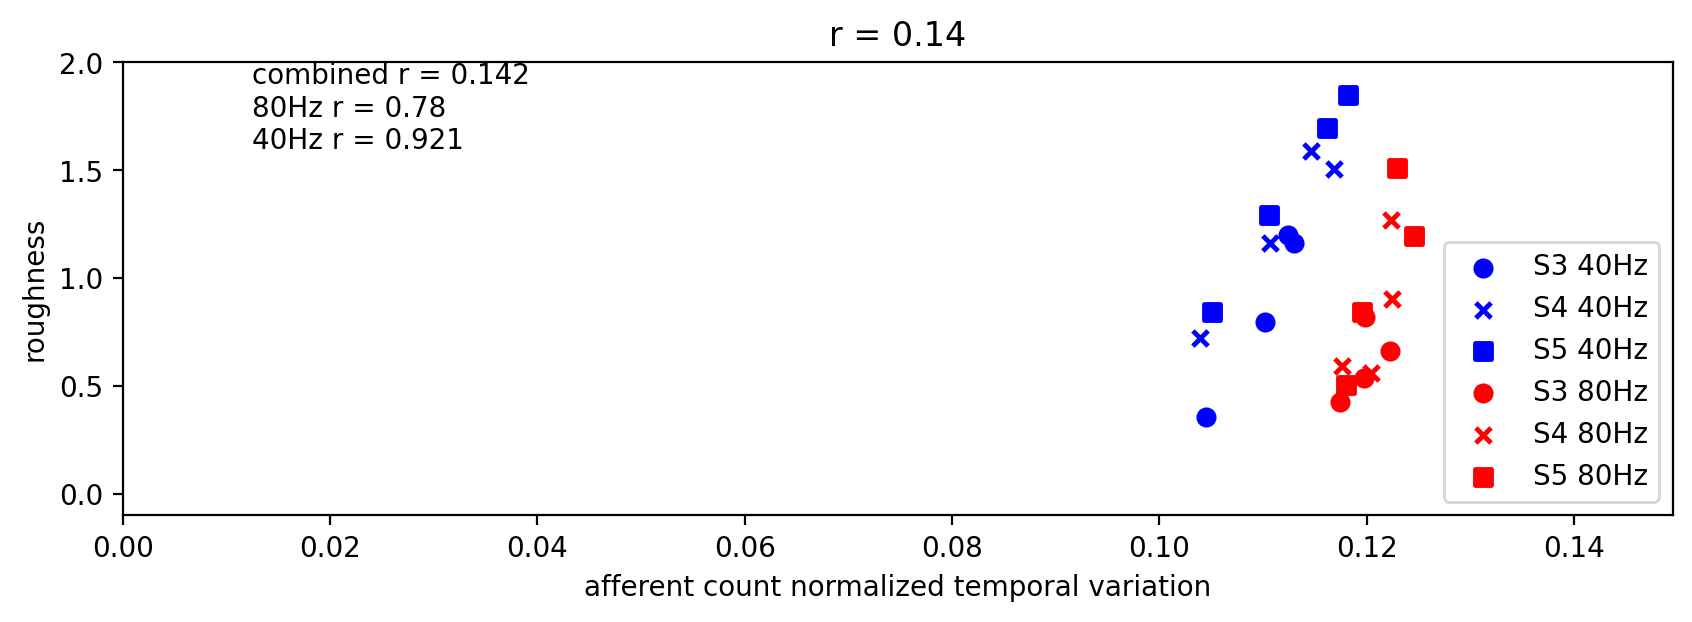 r = 0.14
combined r = 0.142
80Hz r = 0.78
40Hz r = 0.921
2.0
1.5
1.0
0.5
0.0
roughness
S3 40Hz
S4 40Hz
S5 40Hz
S3 80Hz
S4 80Hz
S5 80Hz
0.00 0.02 0.04 0.06 0.08 0.10 0.12 0.14
afferent count normalized temporal variation